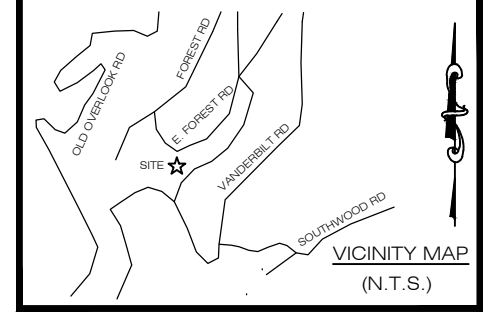 OLD OVERLOOK RD
FOREST RD
E. FOREST RD
SITE
VANDERBILT RD
SOUTHWOOD RD
VICINITY MAP
(N.T.S.)